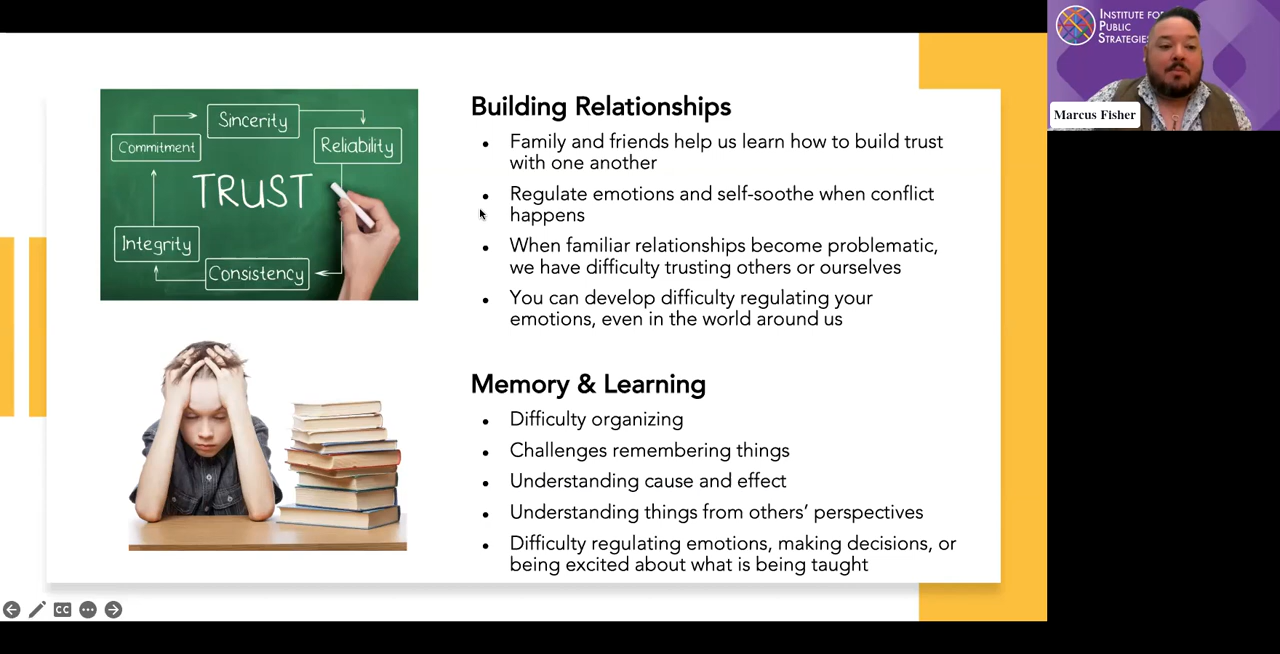 Sincerity
Commitment
Reliability
TRUST
Integrity
Consistency
Building Relationships
• Family and friends help us learn how to build trust
with one another
• Regulate emotions and self-soothe when conflict
happens
• When familiar relationships become problematic,
we have difficulty trusting others or ourselves
• You can develop difficulty regulating your
emotions, even in the world around us
Memory & Learning
• Difficulty organizing
• Challenges remembering things
• Understanding cause and effect
• Understanding things from others’ perspectives
• Difficulty regulating emotions, making decisions, or
being excited about what is being taught
CC
INSTITUTE FO
PUBLIC
STRATEGIE
Marcus Fisher